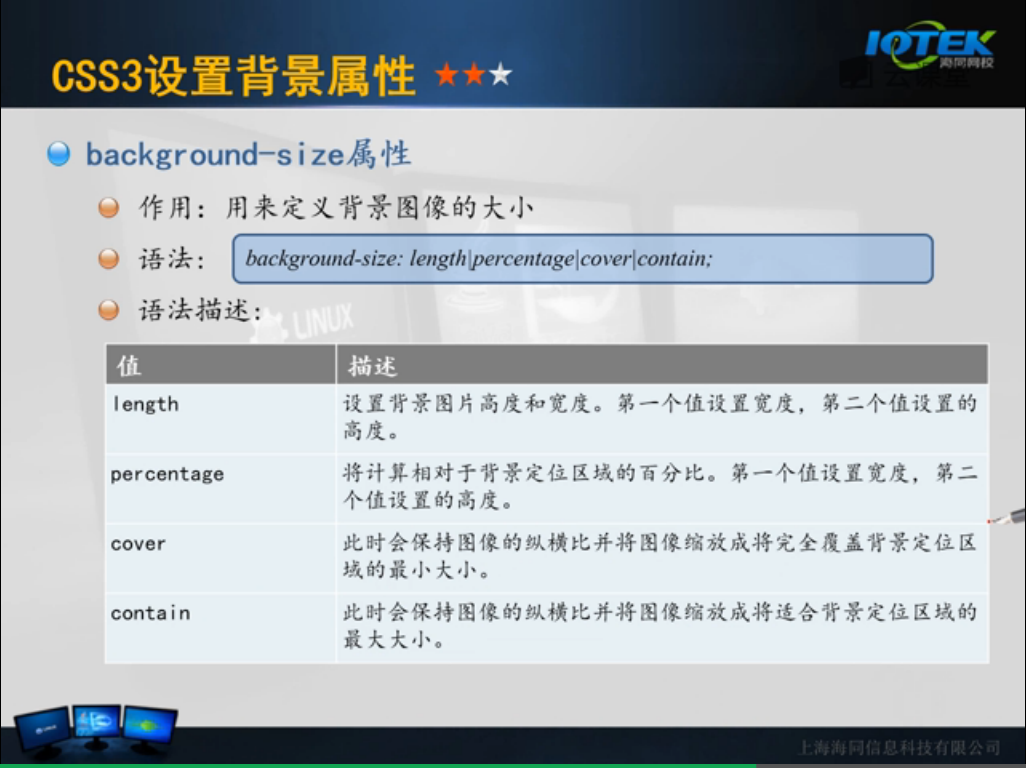 CSS3设置背景属性
IOTEK
海同网校
云课堂
background-size属性
作用：用来定义背景图像的大小
语法：
background-size: length|percentage|cover|contain;
语法描述：
LINUX
值 描述
length 设置背景图片高度和宽度。第一个值设置宽度，第二个值设置的
高度。
percentage 将计算相对于背景定位区域的百分比。第一个值设置宽度，第二
个值设置的高度。
cover 此时会保持图像的纵横比并将图像缩放成将完全覆盖背景定位区
域的最小大小。
contain 此时会保持图像的纵横比并将图像缩放成将适合背景定位区域的
最大大小。
上海海同信息科技有限公司